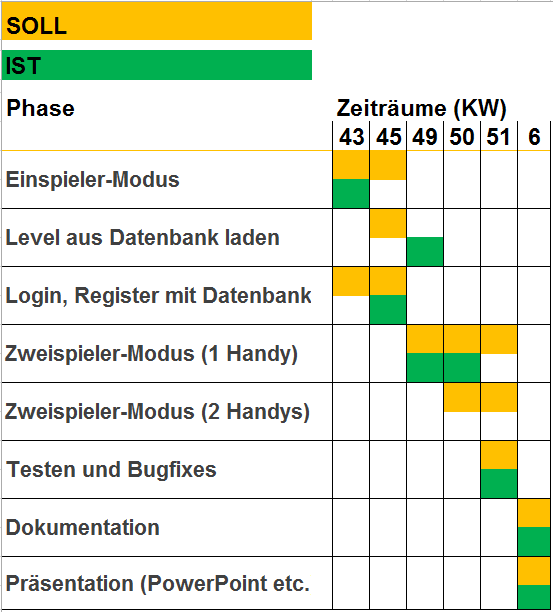 SOLL
IST
Phase Zeiträume (KW)
43 45 49 50 51 6
Einspieler-Modus
Level aus Datenbank laden
Login, Register mit Datenbank
Zweispieler-Modus (1 Handy)
Zweispieler-Modus (2 Handys)
Testen und Bugfixes
Dokumentation
Präsentation (PowerPoint etc.